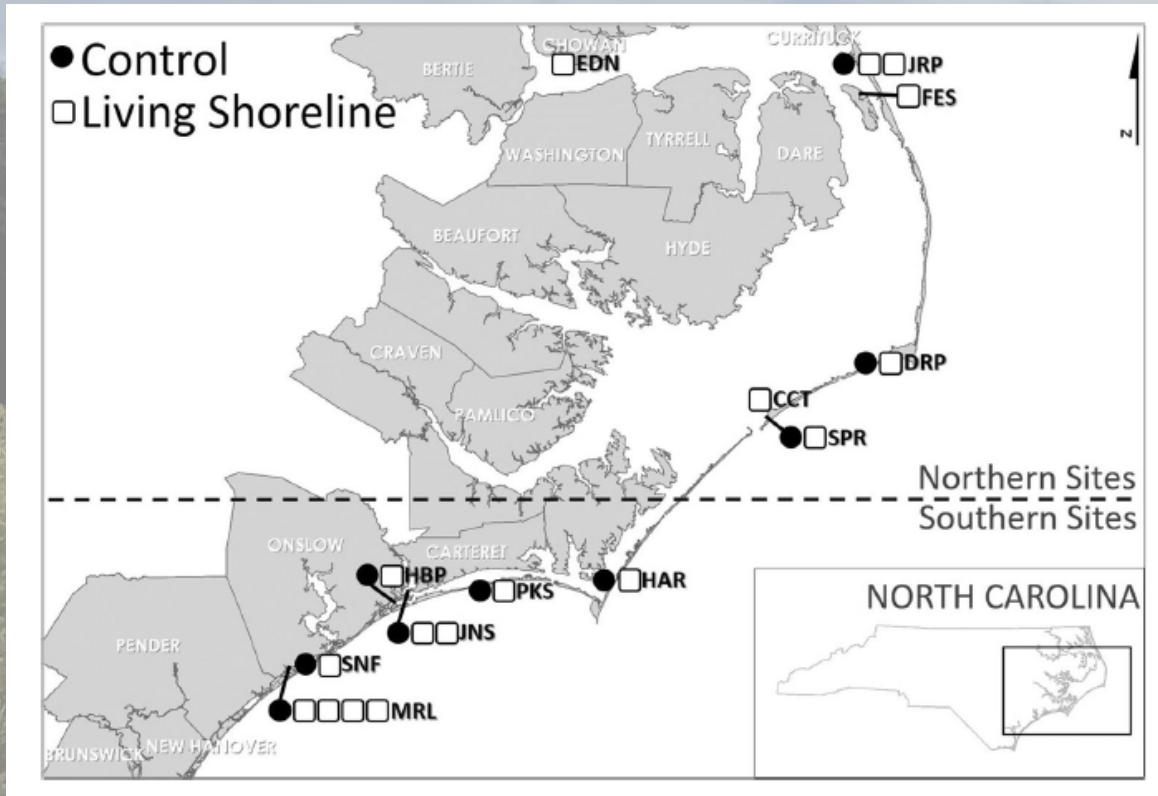 Control
Living Shoreline
CHOWAN
CURRITUCK
BERTIE
EDN
JRP
FES
N
WASHINGTON
TYRRELL
DARE
BEAUFORT
HYDE
CRAVEN
PAMLICO
DRP
CCT
SPR
Northern Sites
Southern Sites
ONSLOW
CARTERET
HBP
PKS
HAR
JNS
NORTH CAROLINA
PENDER
SNF
MRL
BRUNSWICK
NEW HANOVER